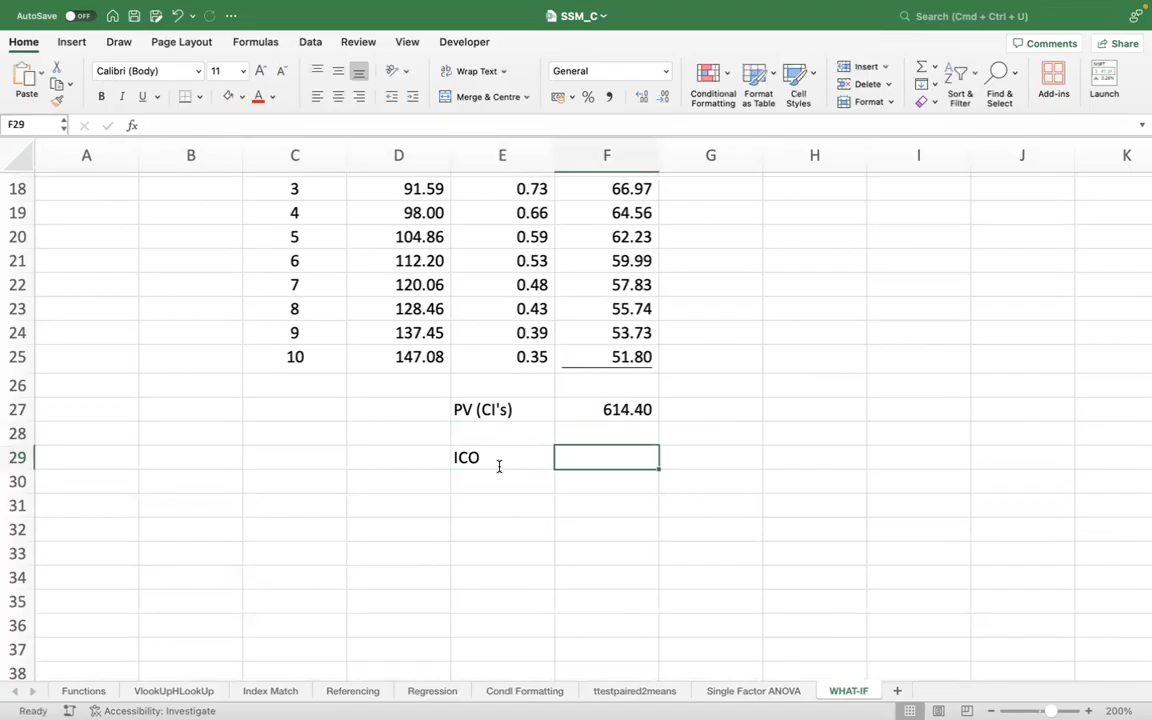 AutoSave OFF SSM_C Search (Cmd + Ctrl + U)
Home Insert Draw Page Layout Formulas Data Review View Developer Comments Share
Paste Calibri (Body) 11 A A Wrap Text General Insert Delete Format
B I U A Merge & Centre % Conditional Formatting Format as Table Cell Styles Sort & Filter Find & Select Add-ins Launch
F29 fx
A B C D E F G H I J K
18 3 91.59 0.73 66.97
19 4 98.00 0.66 64.56
20 5 104.86 0.59 62.23
21 6 112.20 0.53 59.99
22 7 120.06 0.48 57.83
23 8 128.46 0.43 55.74
24 9 137.45 0.39 53.73
25 10 147.08 0.35 51.80
26
27 PV (CI's) 614.40
28
29 ICO
30
31
32
33
34
35
36
37
38
Functions VlookUpHLookUp Index Match Referencing Regression Condl Formatting ttestpaired2means Single Factor ANOVA WHAT-IF
Ready Accessibility: Investigate 200%